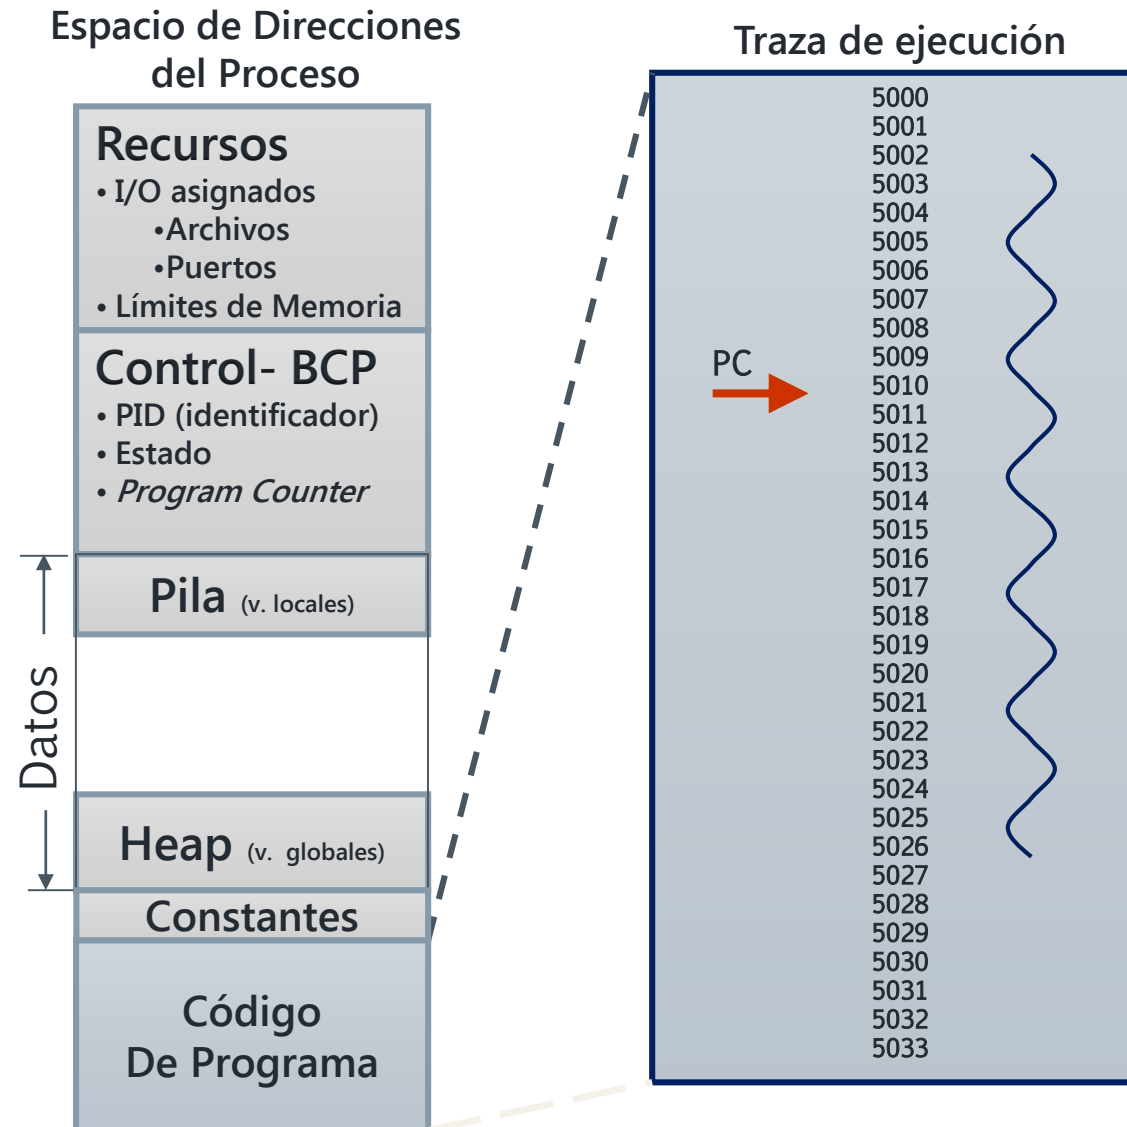 Espacio de Direcciones
del Proceso
Recursos
• I/O asignados
•Archivos
•Puertos
• Límites de Memoria
Control- BCP
• PID (identificador)
• Estado
• Program Counter
Datos
Pila (v. locales)
Heap (v. globales)
Constantes
Código
De Programa
Traza de ejecución
PC
5000
5001
5002
5003
5004
5005
5006
5007
5008
5009
5010
5011
5012
5013
5014
5015
5016
5017
5018
5019
5020
5021
5022
5023
5024
5025
5026
5027
5028
5029
5030
5031
5032
5033